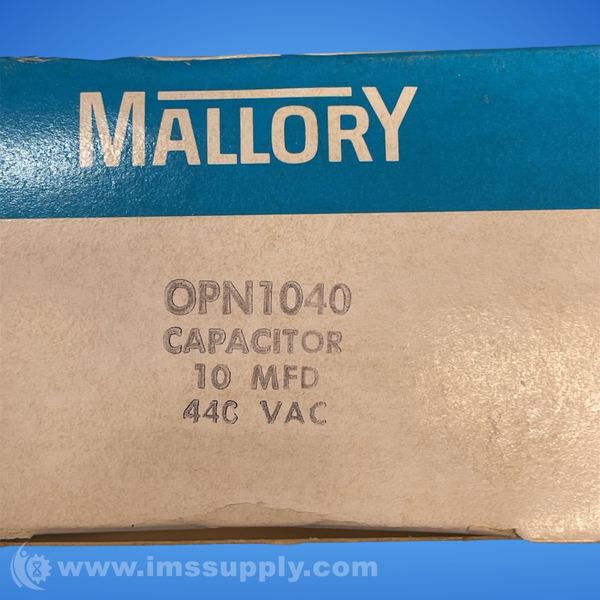 MALLORY
OPN1040
CAPACITOR
10 MFD
440 VAC
www.imssupply.com